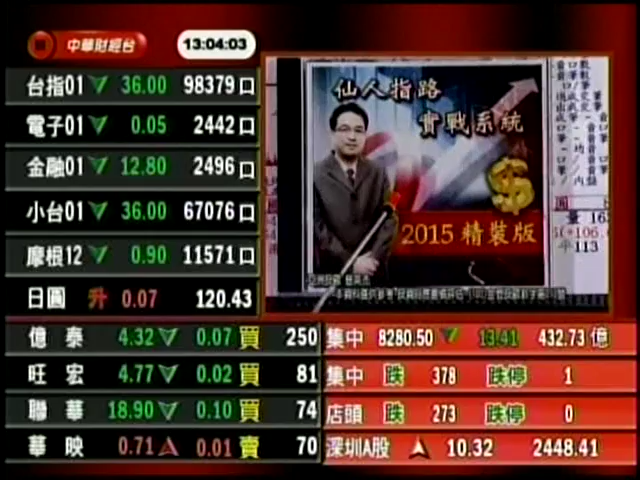 中華財經台
13:04:03
台指01 36.00 98379口
電子01 0.05 2442口
金融01 12.80 2496口
小台01 36.00 67076口
摩根12 0.90 11571口
日圓 升 0.07 120.43
仙人指路
實戰系統
$
2015 精裝版
量 163
平 113
億泰 4.32 0.07 買 250
旺宏 4.77 0.02 買 81
聯華 18.90 0.10 買 74
華映 0.71 0.01 賣 70
集中 8280.50 13.41 432.73 億
集中 跌 378 跌停 1
店頭 跌 273 跌停 0
深圳A股 10.32 2448.41